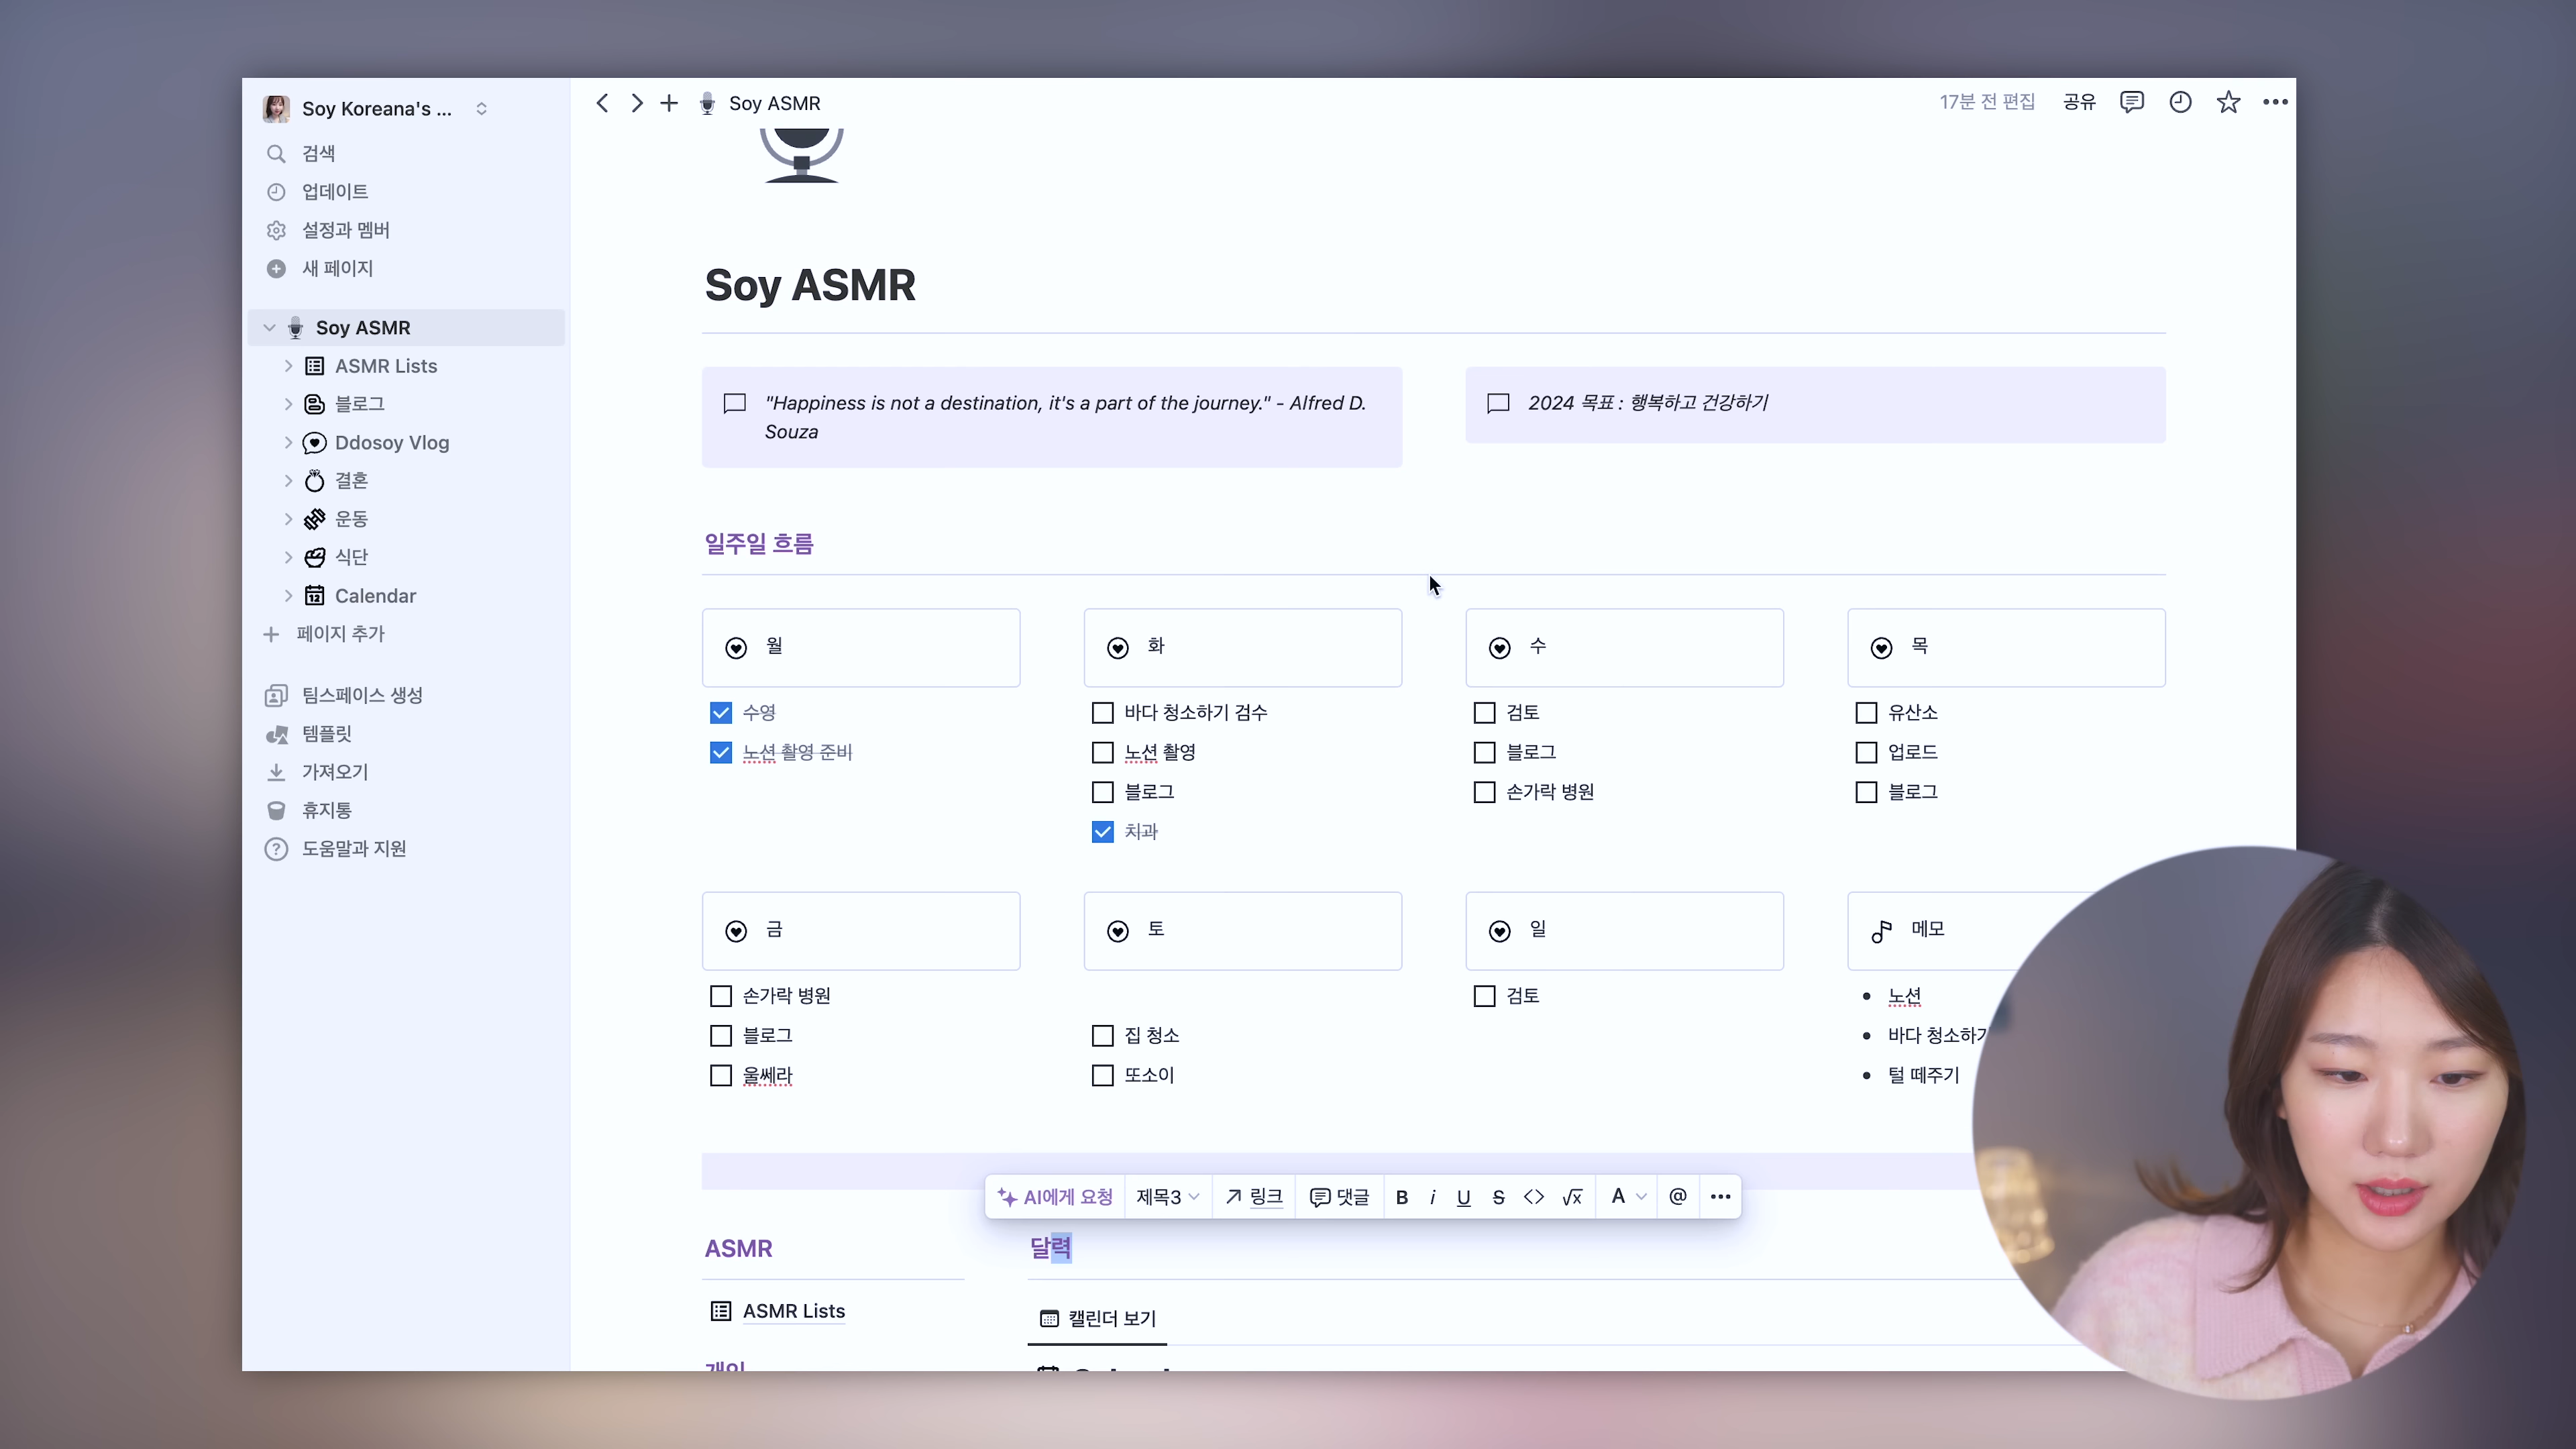 Soy Koreana's ...
검색
업데이트
설정과 멤버
새 페이지
Soy ASMR
ASMR Lists
블로그
Ddosoy Vlog
결혼
운동
식단
Calendar
페이지 추가
팀스페이스 생성
템플릿
가져오기
휴지통
도움말과 지원
Soy ASMR
17분 전 편집
공유
Soy ASMR
"Happiness is not a destination, it's a part of the journey." - Alfred D.
Souza
2024 목표 : 행복하고 건강하기
일주일 흐름
월
수영
노션 촬영 준비
화
바다 청소하기 검수
노션 촬영
블로그
치과
수
검토
블로그
손가락 병원
목
유산소
업로드
블로그
금
손가락 병원
블로그
울쎄라
토
집 청소
또소이
일
검토
메모
노션
바다 청소하기
털 떼주기
AI에게 요청 제목3 링크 댓글 B i U S <> √x A @ •••
ASMR
ASMR Lists
달력
캘린더 보기